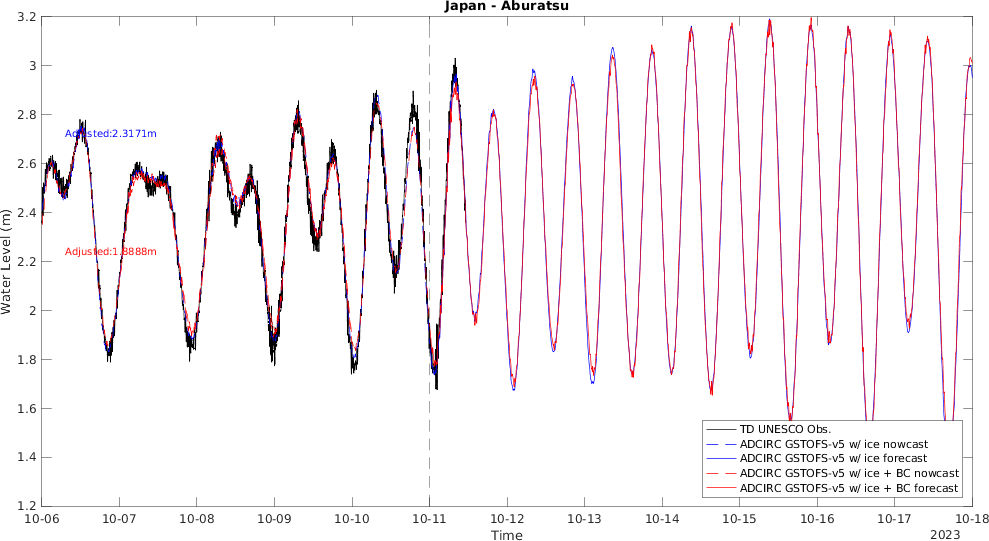 Japan - Aburatsu
3.2
3
2.8
2.6
2.4
2.2
2
1.8
1.6
1.4
1.2
Water Level (m)
Adjusted:2.3171m
Adjusted:1.8888m
TD UNESCO Obs.
ADCIRC GSTOFS-v5 w/ ice nowcast
ADCIRC GSTOFS-v5 w/ ice forecast
ADCIRC GSTOFS-v5 w/ ice + BC nowcast
ADCIRC GSTOFS-v5 w/ ice + BC forecast
10-06 10-07 10-08 10-09 10-10 10-11 10-12 10-13 10-14 10-15 10-16 10-17 10-18
Time
2023